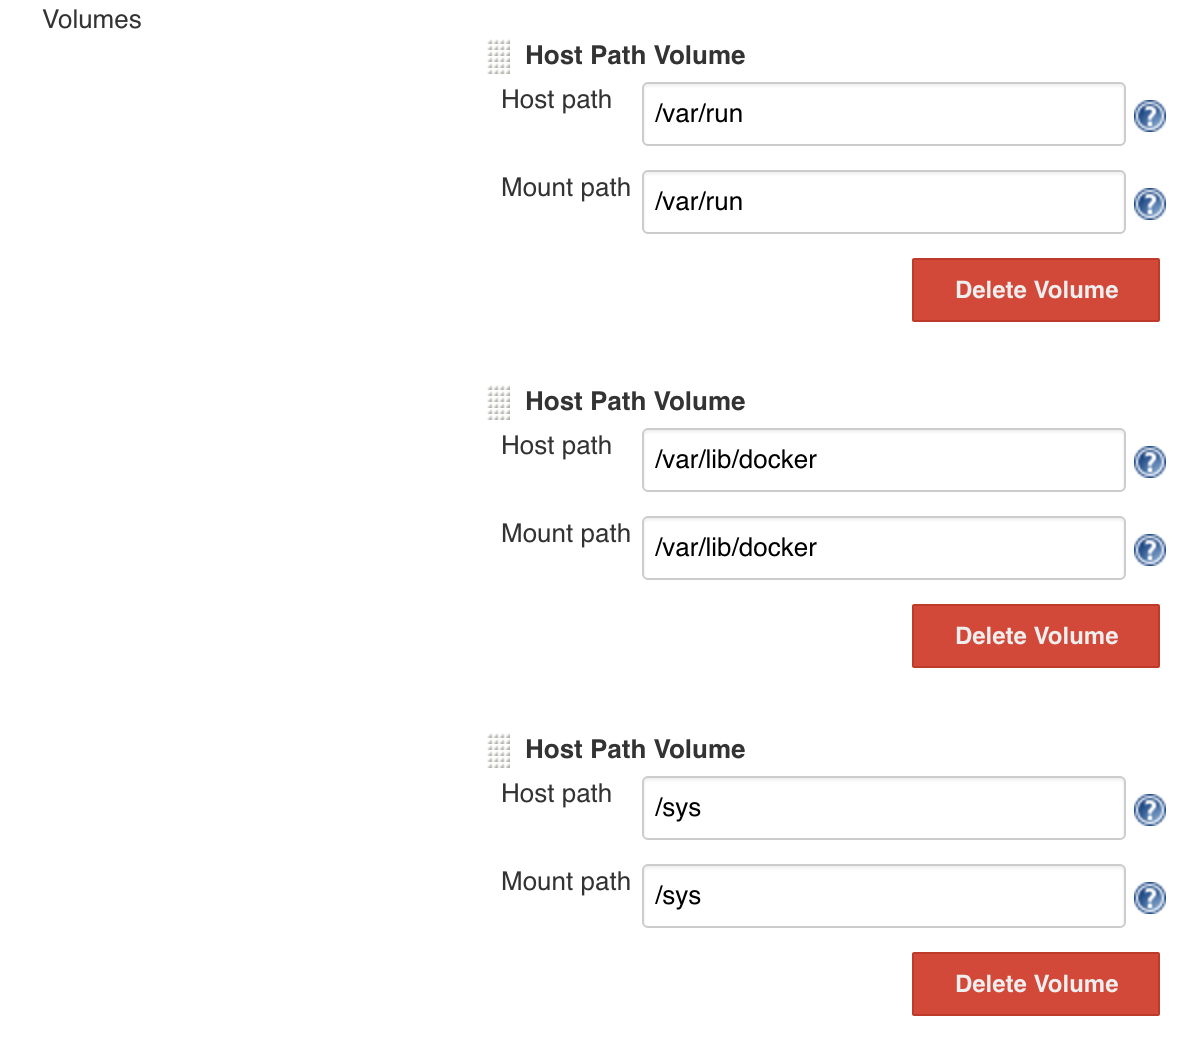 Volumes
Host Path Volume
Host path
/var/run
Mount path
/var/run
Delete Volume
Host Path Volume
Host path
/var/lib/docker
Mount path
/var/lib/docker
Delete Volume
Host Path Volume
Host path
/sys
Mount path
/sys
Delete Volume